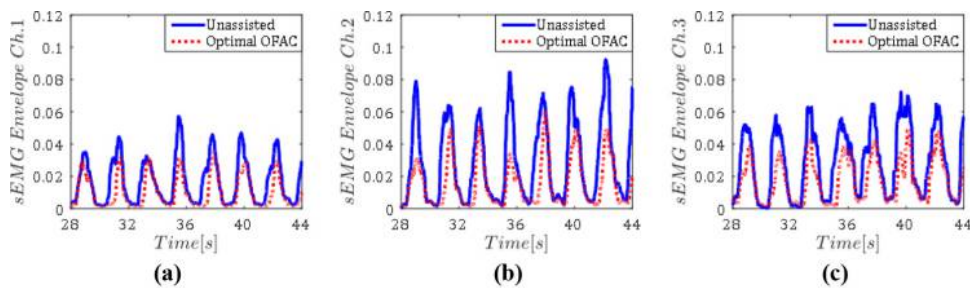 sEMG Envelope Ch.1
0.12
0.1
0.08
0.06
0.04
0.02
0
Unassisted
Optimal OFAC
28 32 36 40 44
Time[s]
(a)
sEMG Envelope Ch.2
0.12
0.1
0.08
0.06
0.04
0.02
0
Unassisted
Optimal OFAC
28 32 36 40 44
Time[s]
(b)
sEMG Envelope Ch.3
0.12
0.1
0.08
0.06
0.04
0.02
0
Unassisted
Optimal OFAC
28 32 36 40 44
Time[s]
(c)